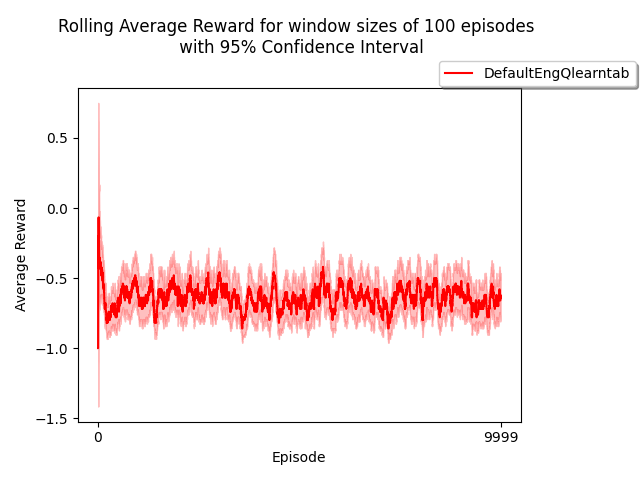 Rolling Average Reward for window sizes of 100 episodes
with 95% Confidence Interval
DefaultEngQlearntab
0.5
0.0
−0.5
−1.0
−1.5
Average Reward
0
9999
Episode